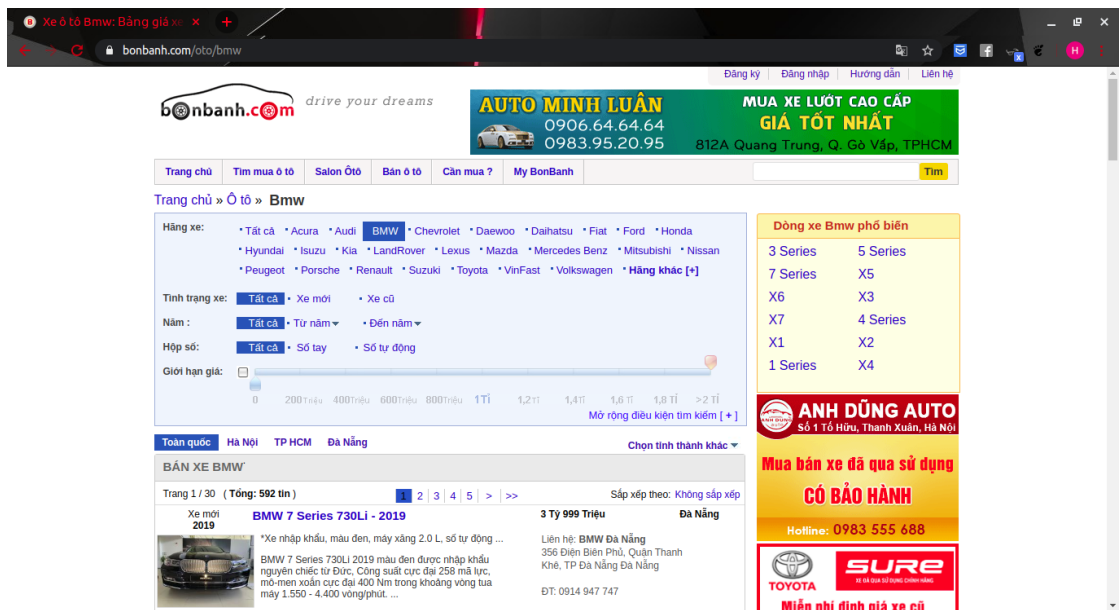 Xe ô tô Bmw: Bảng giá xe
bonbanh.com/oto/bmw
Đăng ký Đăng nhập Hướng dẫn Liên hệ
bonbanh.com drive your dreams
AUTO MINH LUÂN
0906.64.64.64
0983.95.20.95
MUA XE LƯỚT CAO CẤP
GIÁ TỐT NHẤT
812A Quang Trung, Q. Gò Vấp, TPHCM
Trang chủ Tìm mua ô tô Salon Ôtô Bán ô tô Cần mua ? My BonBanh Tìm
Trang chủ » Ô tô » Bmw
Hãng xe: Tất cả Acura Audi BMW Chevrolet Daewoo Daihatsu Fiat Ford Honda
Hyundai Isuzu Kia LandRover Lexus Mazda Mercedes Benz Mitsubishi Nissan
Peugeot Porsche Renault Suzuki Toyota VinFast Volkswagen Hãng khác [+]
Tình trạng xe: Tất cả Xe mới Xe cũ
Năm : Tất cả Từ năm Đến năm
Hộp số: Tất cả Số tay Số tự động
Giới hạn giá:
0 200Triệu 400Triệu 600Triệu 800Triệu 1Tỉ 1,2Tỉ 1,4Tỉ 1,6 Tỉ 1,8 Tỉ >2 Tỉ
Mở rộng điều kiện tìm kiếm [ + ]
Dòng xe Bmw phổ biến
3 Series 5 Series
7 Series X5
X6 X3
X7 4 Series
X1 X2
1 Series X4
Toàn quốc Hà Nội TP HCM Đà Nẵng Chọn tỉnh thành khác
BÁN XE BMW
Trang 1 / 30 ( Tổng: 592 tin ) 1 2 3 4 5 > >> Sắp xếp theo: Không sắp xếp
Xe mới
2019
BMW 7 Series 730Li - 2019
3 Tỷ 999 Triệu
Đà Nẵng
*Xe nhập khẩu, màu đen, máy xăng 2.0 L, số tự động ...
BMW 7 Series 730Li 2019 màu đen được nhập khẩu
nguyên chiếc từ Đức, Công suất cực đại 258 mã lực,
mô-men xoắn cực đại 400 Nm trong khoảng vòng tua
máy 1.550 - 4.400 vòng/phút. ...
Liên hệ: BMW Đà Nẵng
356 Điện Biên Phủ, Quận Thanh
Khê, TP Đà Nẵng Đà Nẵng
ĐT: 0914 947 747
ANH DŨNG AUTO
Số 1 Tố Hữu, Thanh Xuân, Hà Nội
Mua bán xe đã qua sử dụng
CÓ BẢO HÀNH
Hotline: 0983 555 688
TOYOTA
SURE
XE ĐÃ QUA SỬ DỤNG CHÍNH HÃNG
Miễn phí định giá xe cũ